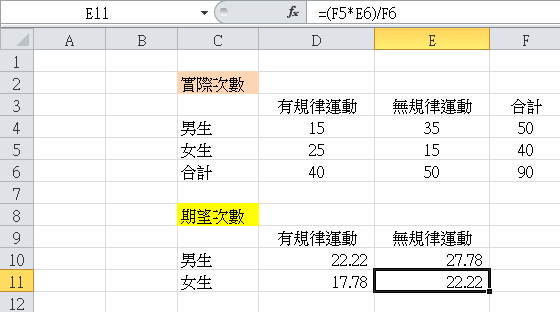 E11 fx =(F5*E6)/F6
A B C D E F
1
2 實際次數
3 有規律運動 無規律運動 合計
4 男生 15 35 50
5 女生 25 15 40
6 合計 40 50 90
7
8 期望次數
9 有規律運動 無規律運動
10 男生 22.22 27.78
11 女生 17.78 22.22
12